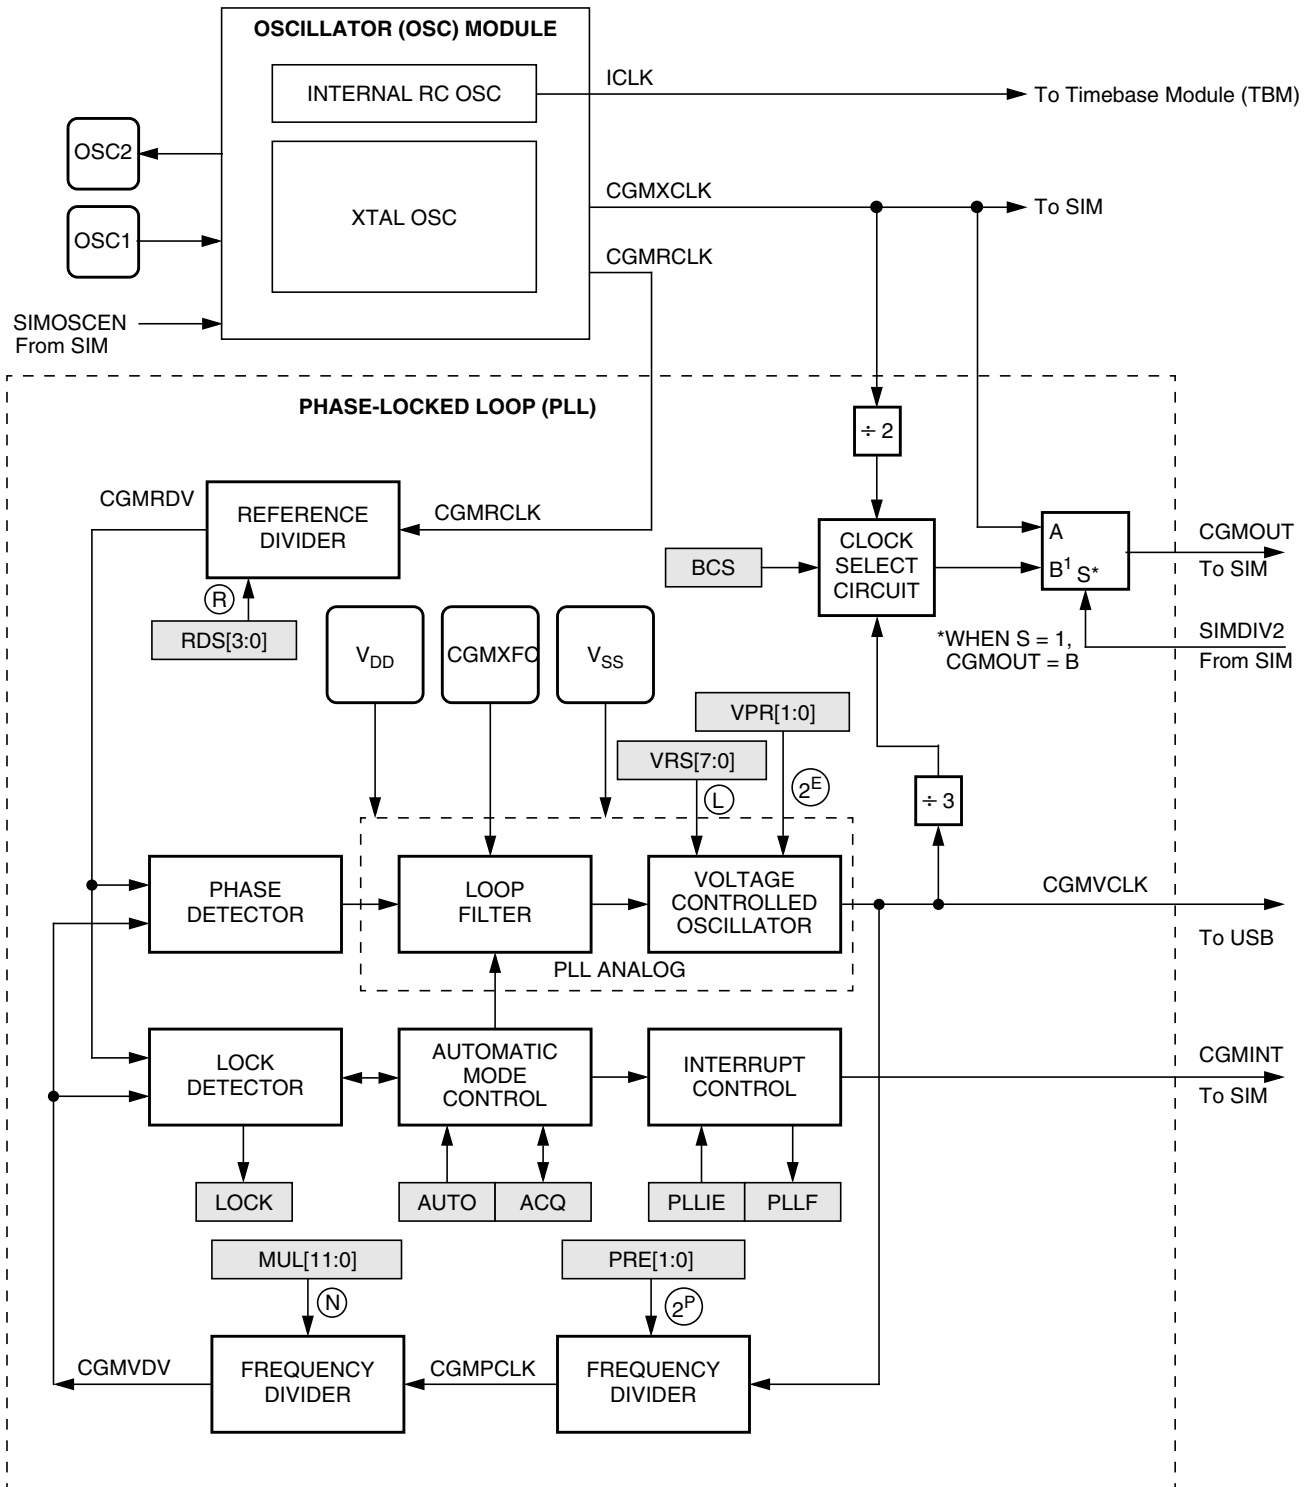 OSCILLATOR (OSC) MODULE
INTERNAL RC OSC
ICLK
To Timebase Module (TBM)
OSC2
XTAL OSC
CGMXCLK
To SIM
OSC1
CGMRCLK
SIMOSCEN
From SIM
PHASE-LOCKED LOOP (PLL)
÷ 2
CGMRDV
REFERENCE
DIVIDER
CGMRCLK
BCS
CLOCK
SELECT
CIRCUIT
A
B1 S*
CGMOUT
To SIM
R
RDS[3:0]
VDD
CGMXFC
VSS
*WHEN S = 1,
CGMOUT = B
SIMDIV2
From SIM
VPR[1:0]
VRS[7:0]
L
2E
÷ 3
PHASE
DETECTOR
LOOP
FILTER
VOLTAGE
CONTROLLED
OSCILLATOR
CGMVCLK
To USB
PLL ANALOG
LOCK
DETECTOR
AUTOMATIC
MODE
CONTROL
INTERRUPT
CONTROL
CGMINT
To SIM
LOCK
AUTO
ACQ
PLLIE
PLLF
MUL[11:0]
PRE[1:0]
N
2P
CGMVDV
FREQUENCY
DIVIDER
CGMPCLK
FREQUENCY
DIVIDER